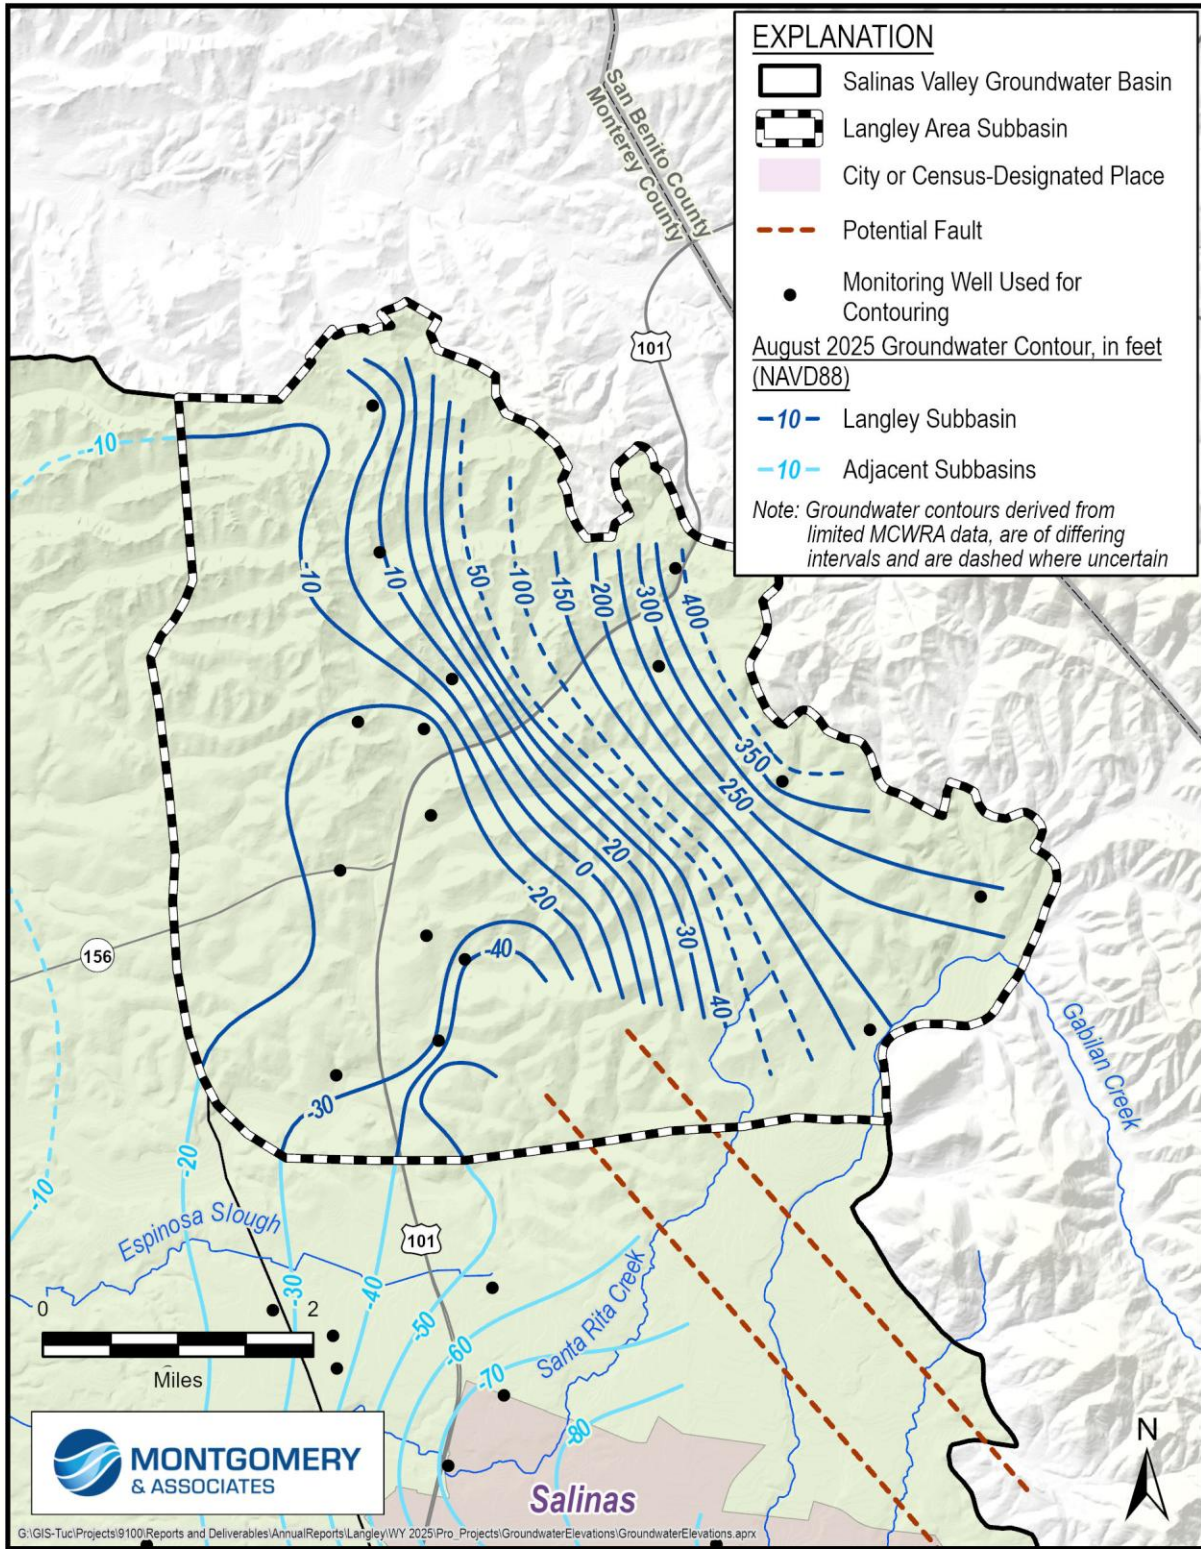 EXPLANATION
Salinas Valley Groundwater Basin
Langley Area Subbasin
City or Census-Designated Place
Potential Fault
Monitoring Well Used for
Contouring
August 2025 Groundwater Contour, in feet
(NAVD88)
-10 Langley Subbasin
-10 Adjacent Subbasins
Note: Groundwater contours derived from
limited MCWRA data, are of differing
intervals and are dashed where uncertain
San Benito County
Monterey County
101
-10
-10
10
50
100
150
200
300
400
350
250
20
0
-20
30
-40
40
156
-30
Gabilan Creek
-20
-10
Espinosa Slough
101
-30
-40
-50
-60
-70
-80
Santa Rita Creek
0 2
Miles
MONTGOMERY
& ASSOCIATES
Salinas
N
G:\GIS-Tuc\Projects\9100\Reports and Deliverables\AnnualReports\Langley\WY 2025\Pro_Projects\GroundwaterElevations\GroundwaterElevations.aprx